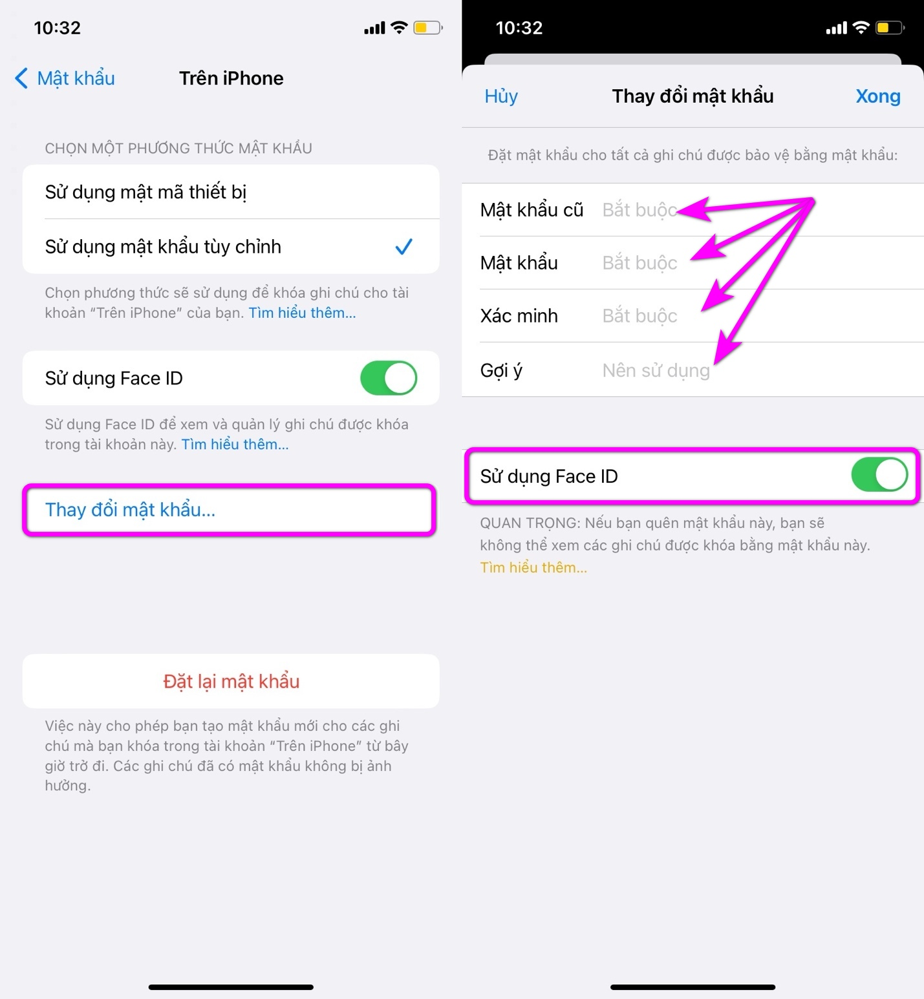 10:32
Mật khẩu
Trên iPhone
CHỌN MỘT PHƯƠNG THỨC MẬT KHẨU
Sử dụng mật mã thiết bị
Sử dụng mật khẩu tùy chỉnh
Chọn phương thức sẽ sử dụng để khóa ghi chú cho tài
khoản “Trên iPhone” của bạn. Tìm hiểu thêm...
Sử dụng Face ID
Sử dụng Face ID để xem và quản lý ghi chú được khóa
trong tài khoản này. Tìm hiểu thêm...
Thay đổi mật khẩu...
Đặt lại mật khẩu
Việc này cho phép bạn tạo mật khẩu mới cho các ghi
chú mà bạn khóa trong tài khoản “Trên iPhone” từ bây
giờ trở đi. Các ghi chú đã có mật khẩu không bị ảnh
hưởng.
10:32
Hủy
Thay đổi mật khẩu
Xong
Đặt mật khẩu cho tất cả ghi chú được bảo vệ bằng mật khẩu:
Mật khẩu cũ Bắt buộc
Mật khẩu Bắt buộc
Xác minh Bắt buộc
Gợi ý Nên sử dụng
Sử dụng Face ID
QUAN TRỌNG: Nếu bạn quên mật khẩu này, bạn sẽ
không thể xem các ghi chú được khóa bằng mật khẩu này.
Tìm hiểu thêm...